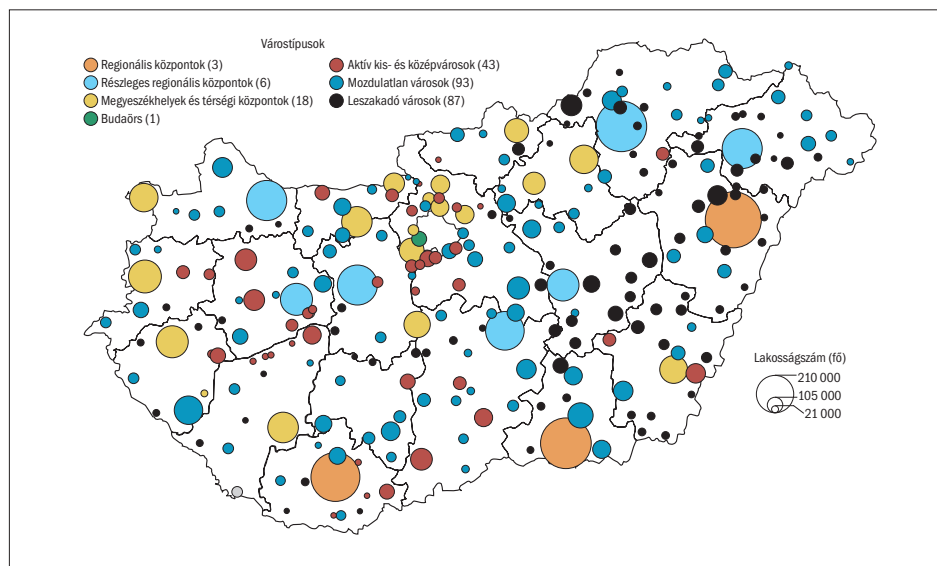 Várostípusok
Regionális központok (3)
Részleges regionális központok (6)
Megyeszékhelyek és térségi központok (18)
Budaörs (1)
Aktív kis- és középvárosok (43)
Mozdulatlan városok (93)
Leszakadó városok (87)
Lakosságszám (fő)
210 000
105 000
21 000